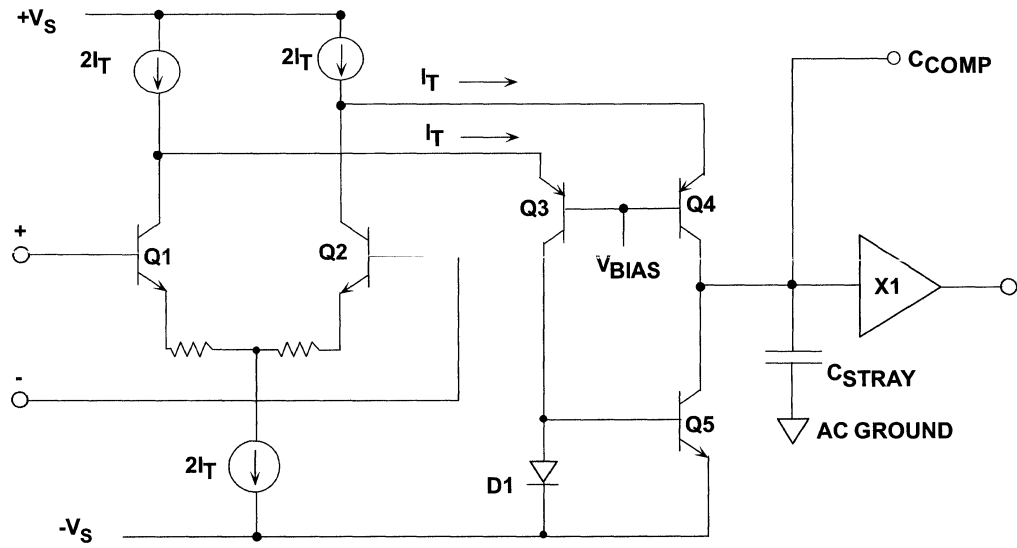 +VS
2IT
2IT
IT
IT
CCOMP
Q3
Q4
+
Q1
Q2
VBIAS
X1
-
CSTRAY
Q5
AC GROUND
2IT
D1
-VS